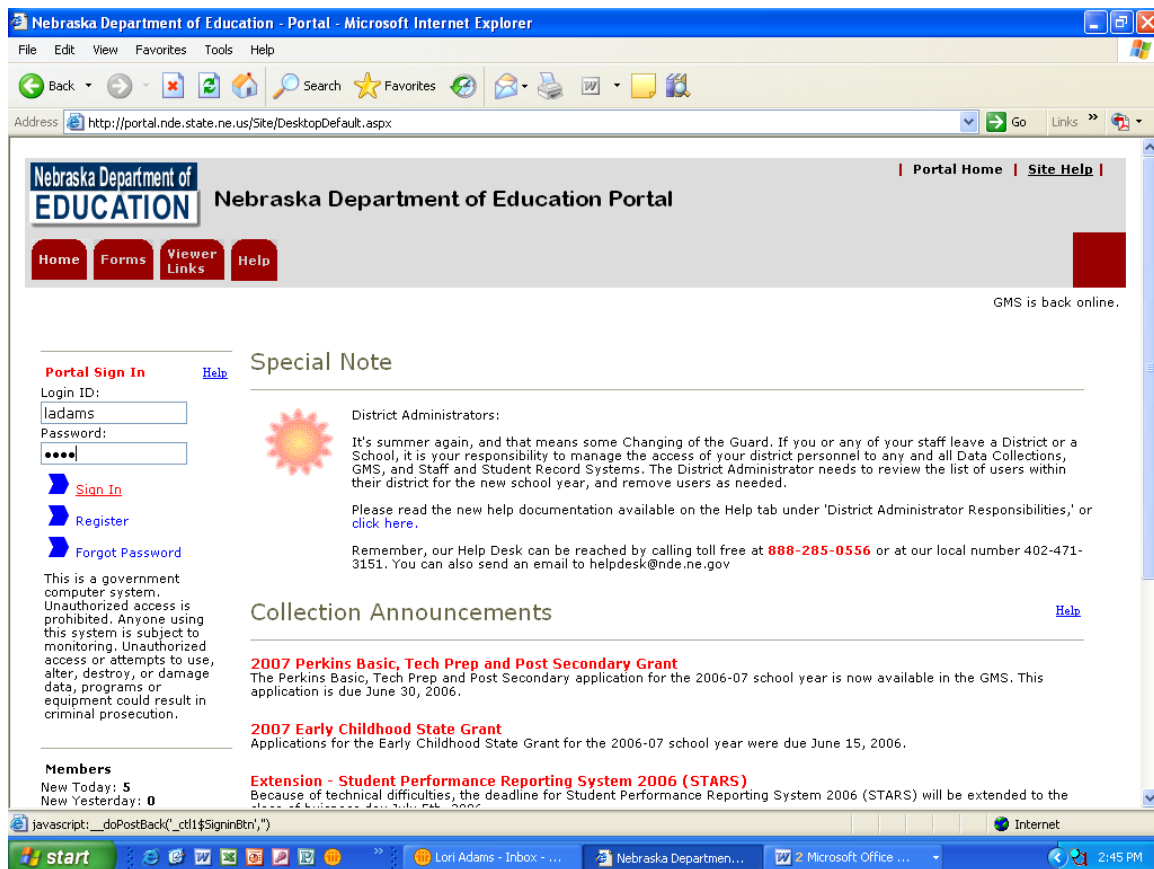 Nebraska Department of Education - Portal - Microsoft Internet Explorer
File Edit View Favorites Tools Help
Back Search Favorites
Address http://portal.nde.state.ne.us/Site/DesktopDefault.aspx Go Links »
Nebraska Department of
EDUCATION
Nebraska Department of Education Portal
| Portal Home | Site Help |
Home Forms Viewer Links Help
GMS is back online.
Portal Sign In Help
Login ID:
ladams
Password:
••••
Sign In
Register
Forgot Password
This is a government
computer system.
Unauthorized access is
prohibited. Anyone using
this system is subject to
monitoring. Unauthorized
access or attempts to use,
alter, destroy, or damage
data, programs or
equipment could result in
criminal prosecution.
Members
New Today: 5
New Yesterday: 0
Special Note
District Administrators:
It's summer again, and that means some Changing of the Guard. If you or any of your staff leave a District or a
School, it is your responsibility to manage the access of your district personnel to any and all Data Collections,
GMS, and Staff and Student Record Systems. The District Administrator needs to review the list of users within
their district for the new school year, and remove users as needed.
Please read the new help documentation available on the Help tab under 'District Administrator Responsibilities,' or
click here.
Remember, our Help Desk can be reached by calling toll free at 888-285-0556 or at our local number 402-471-
3151. You can also send an email to helpdesk@nde.ne.gov
Collection Announcements Help
2007 Perkins Basic, Tech Prep and Post Secondary Grant
The Perkins Basic, Tech Prep and Post Secondary application for the 2006-07 school year is now available in the GMS. This
application is due June 30, 2006.
2007 Early Childhood State Grant
Applications for the Early Childhood State Grant for the 2006-07 school year were due June 15, 2006.
Extension - Student Performance Reporting System 2006 (STARS)
Because of technical difficulties, the deadline for Student Performance Reporting System 2006 (STARS) will be extended to the
javascript:__doPostBack('_ctl1$SigninBtn','') Internet
start » Lori Adams - Inbox - ... Nebraska Departmen... 2 Microsoft Office ... 2:45 PM